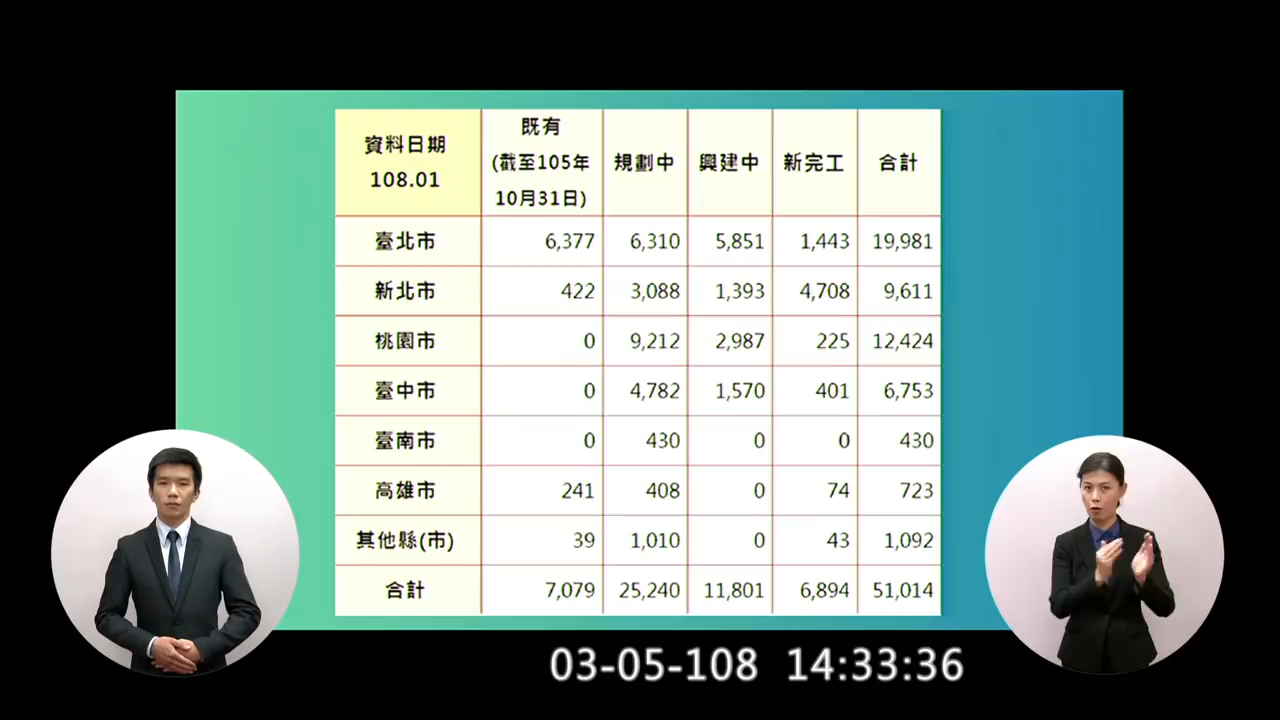 資料日期 108.01 既有 (截至105年10月31日) 規劃中 興建中 新完工 合計
臺北市 6,377 6,310 5,851 1,443 19,981
新北市 422 3,088 1,393 4,708 9,611
桃園市 0 9,212 2,987 225 12,424
臺中市 0 4,782 1,570 401 6,753
臺南市 0 430 0 0 430
高雄市 241 408 0 74 723
其他縣(市) 39 1,010 0 43 1,092
合計 7,079 25,240 11,801 6,894 51,014
03-05-108 14:33:36